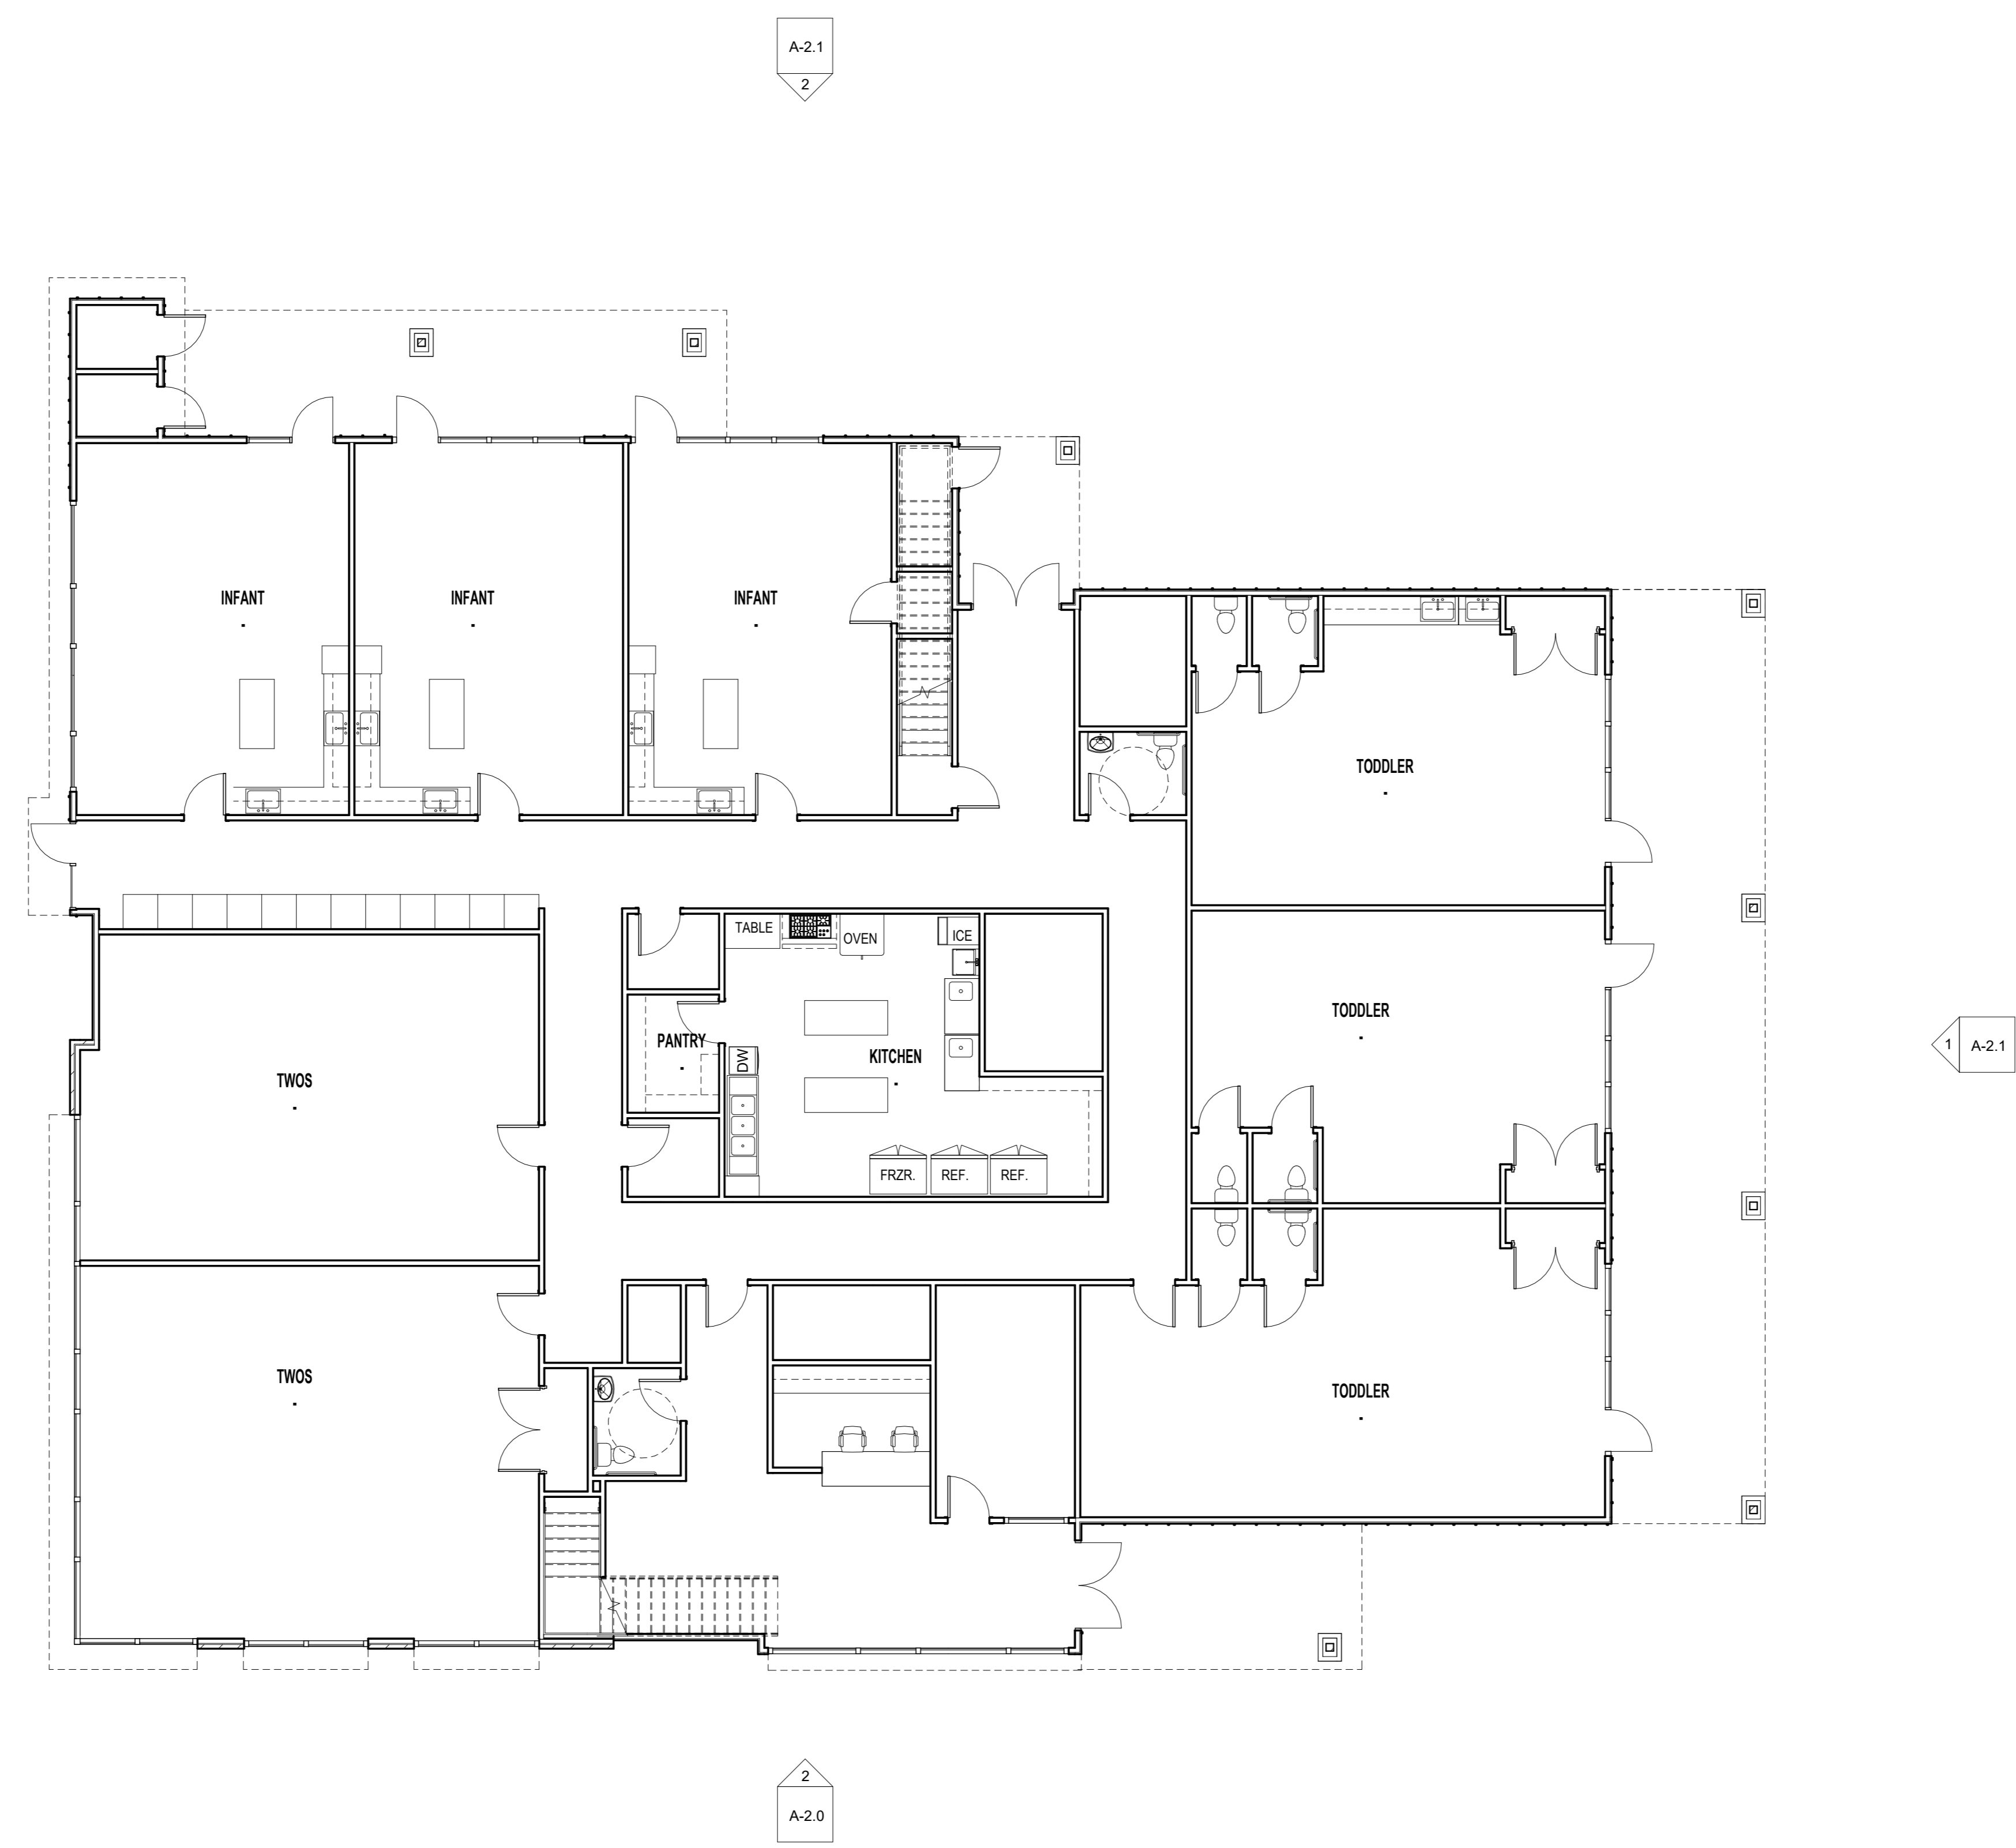 A-2.1
2
INFANT
INFANT
INFANT
TODDLER
TABLE
OVEN
ICE
TODDLER
1
A-2.1
PANTRY
KITCHEN
DW
TWOS
FRZR.
REF.
REF.
TWOS
TODDLER
2
A-2.0